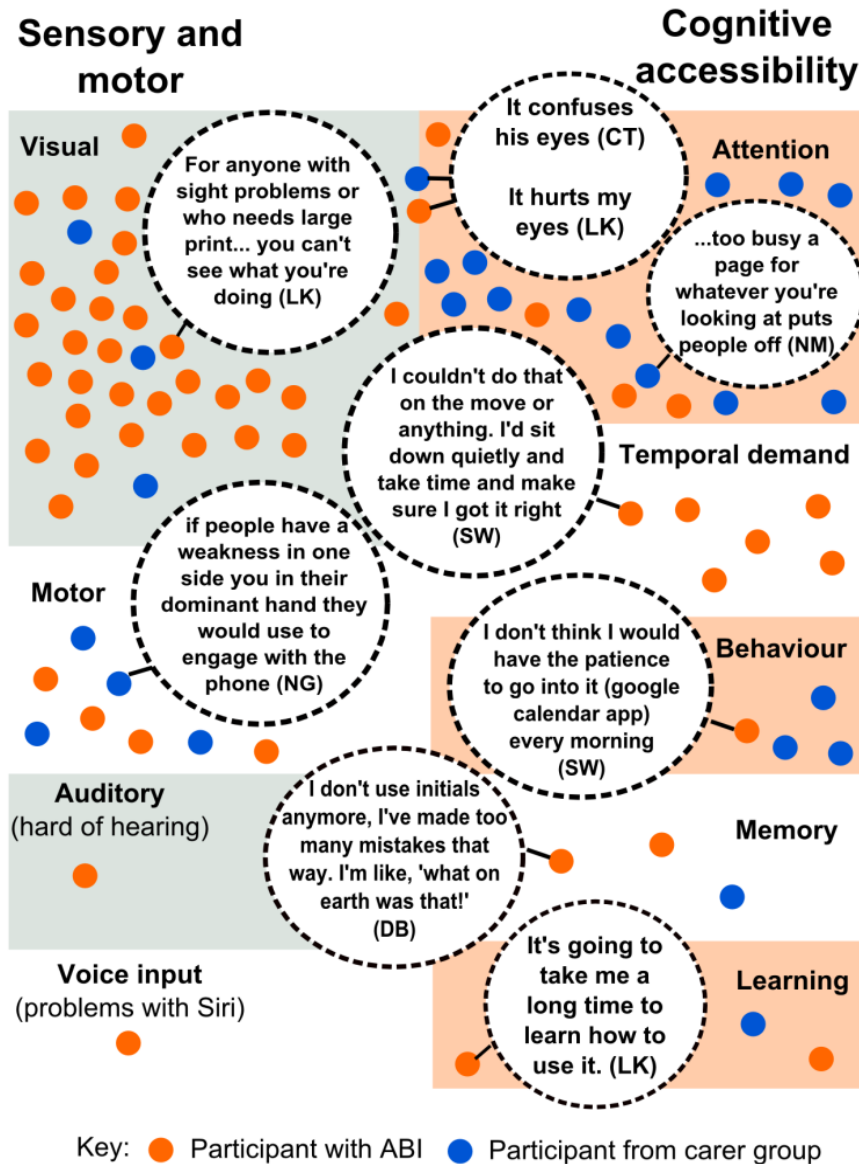 Sensory and
motor
Cognitive
accessibility
Visual
For anyone with
sight problems or
who needs large
print... you can't
see what you're
doing (LK)
It confuses
his eyes (CT)
It hurts my
eyes (LK)
Attention
...too busy a
page for
whatever you're
looking at puts
people off (NM)
I couldn't do that
on the move or
anything. I'd sit
down quietly and
take time and make
sure I got it right
(SW)
Temporal demand
Motor
if people have a
weakness in one
side you in their
dominant hand they
would use to
engage with the
phone (NG)
Behaviour
I don't think I would
have the patience
to go into it (google
calendar app)
every morning
(SW)
Auditory
(hard of hearing)
I don't use initials
anymore, I've made too
many mistakes that
way. I'm like, 'what on
earth was that!'
(DB)
Memory
Voice input
(problems with Siri)
It's going to
take me a
long time to
learn how to
use it. (LK)
Learning
Key: Participant with ABI Participant from carer group